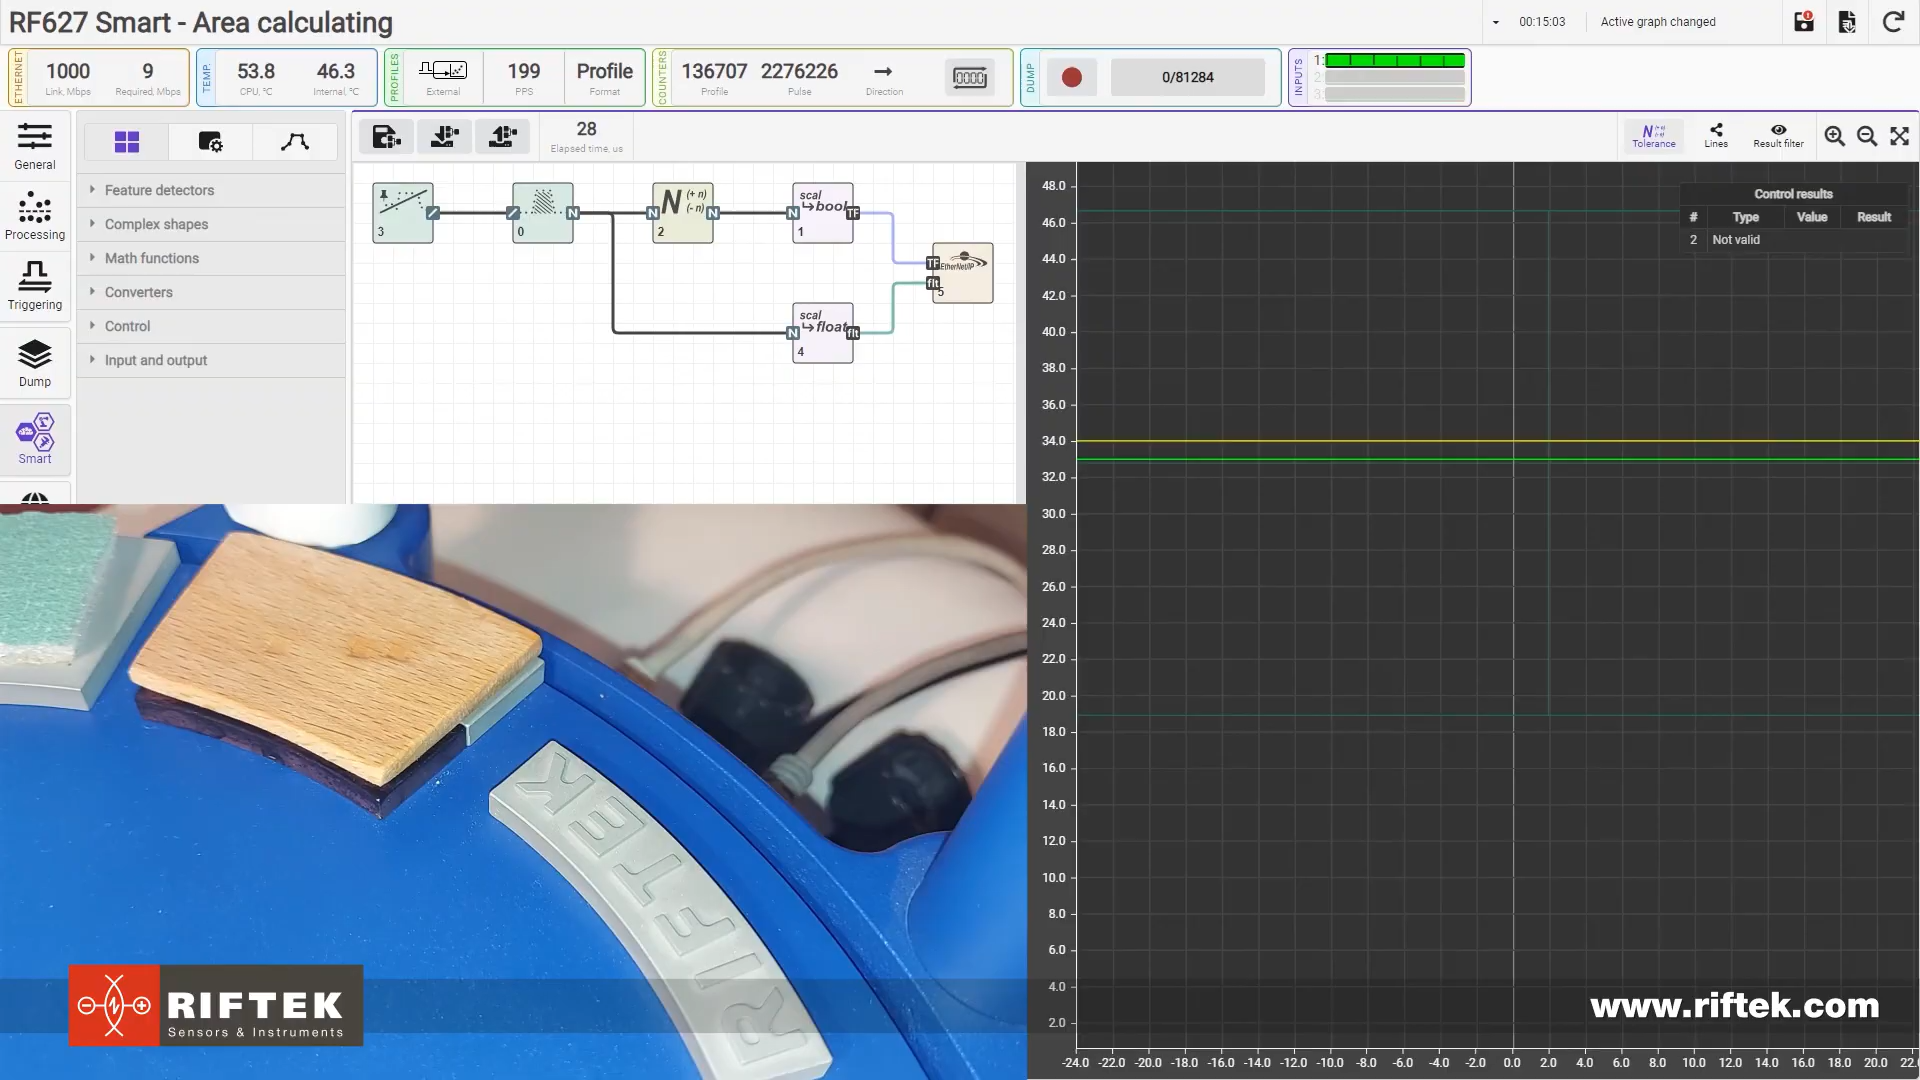 RF627 Smart - Area calculating
00:15:03
Active graph changed
ETHERNET
1000
Link, Mbps
9
Required, Mbps
TEMP.
53.8
CPU, °C
46.3
Internal, °C
PROFILES
External
199
PPS
Profile
Format
COUNTERS
136707
Profile
2276226
Pulse
Direction
0000
DUMP
0/81284
INPUTS
1:
2:
3:
General
Processing
Triggering
Dump
Smart
Feature detectors
Complex shapes
Math functions
Converters
Control
Input and output
28
Elapsed time, us
N (+n) (-n)
Tolerance
Lines
Result filter
3
N
0
N
N (+ n)
(- n)
N
2
scal
bool
N
TF
1
TF
EtherNet/IP
flt
5
scal
float
N
flt
4
Control results
# Type Value Result
2 Not valid
48.0
46.0
44.0
42.0
40.0
38.0
36.0
34.0
32.0
30.0
28.0
26.0
24.0
22.0
20.0
18.0
16.0
14.0
12.0
10.0
8.0
6.0
4.0
2.0
-24.0 -22.0 -20.0 -18.0 -16.0 -14.0 -12.0 -10.0 -8.0 -6.0 -4.0 -2.0 0.0 2.0 4.0 6.0 8.0 10.0 12.0 14.0 16.0 18.0 20.0 22.
RIFTEK
RIFTEK
Sensors & Instruments
www.riftek.com